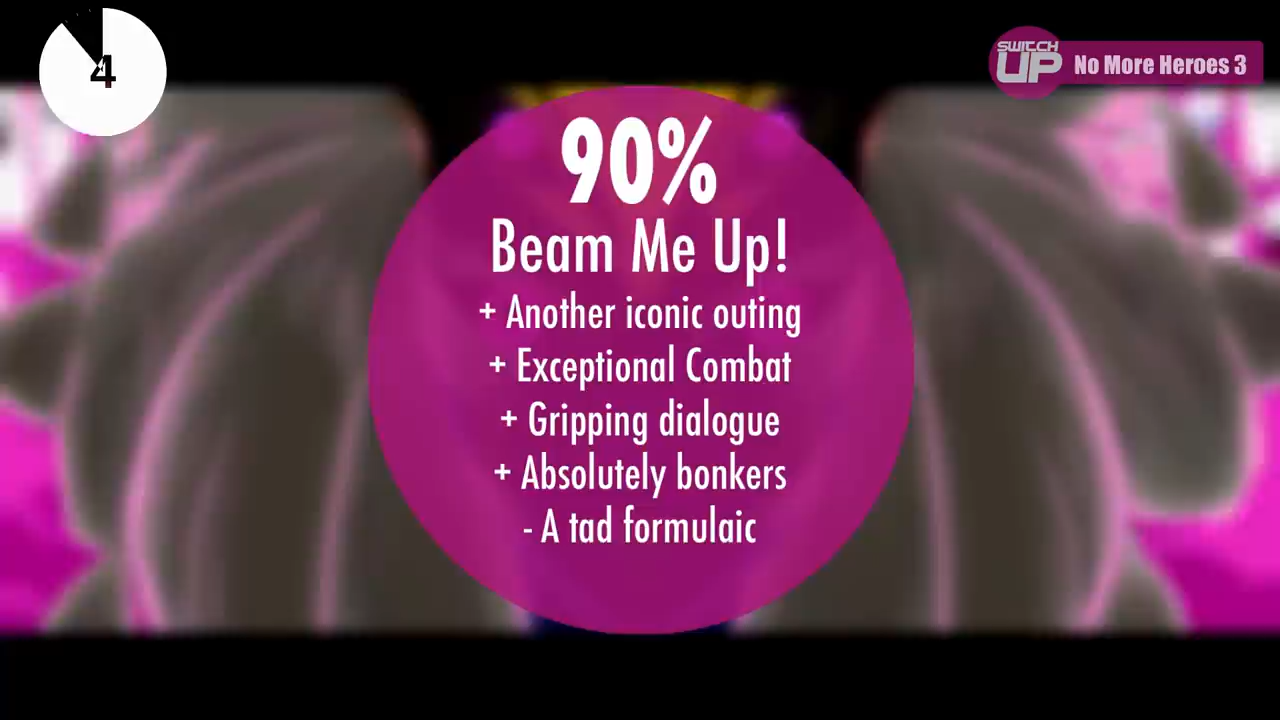 4
SWITCH
UP
No More Heroes 3
90%
Beam Me Up!
+ Another iconic outing
+ Exceptional Combat
+ Gripping dialogue
+ Absolutely bonkers
- A tad formulaic